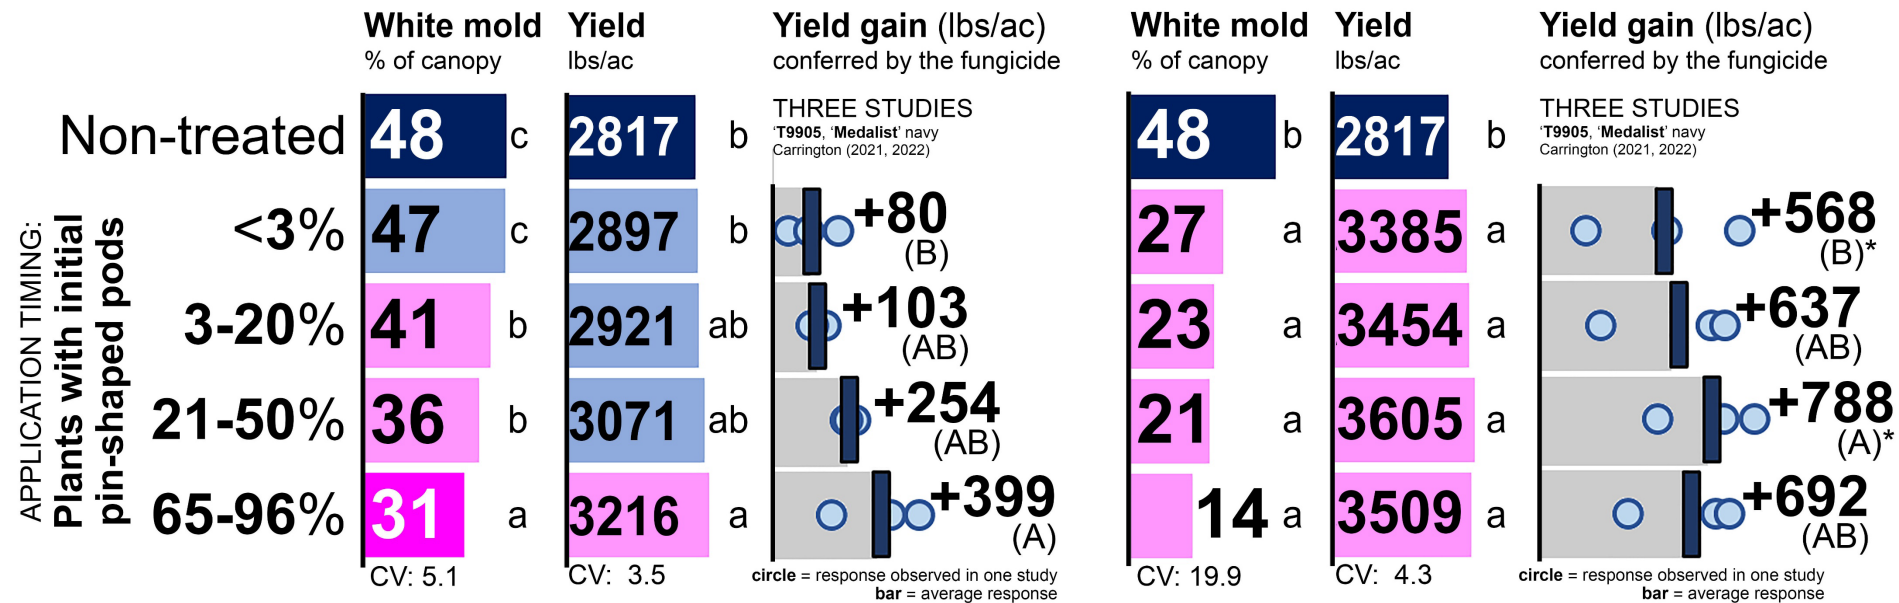 White mold Yield Yield gain (lbs/ac) White mold Yield Yield gain (lbs/ac)
% of canopy lbs/ac conferred by the fungicide % of canopy lbs/ac conferred by the fungicide
THREE STUDIES THREE STUDIES
'T9905, 'Medalist' navy 'T9905, 'Medalist' navy
Carrington (2021, 2022) Carrington (2021, 2022)
Non-treated 48 c 2817 b 48 b 2817 b
APPLICATION TIMING:
Plants with initial
pin-shaped pods
<3% 47 c 2897 b +80 27 a 3385 a +568
(B) (B)*
3-20% 41 b 2921 ab +103 23 a 3454 a +637
(AB) (AB)
21-50% 36 b 3071 ab +254 21 a 3605 a +788
(AB) (A)*
65-96% 31 a 3216 a +399 14 a 3509 a +692
(A) (AB)
CV: 5.1 CV: 3.5 circle = response observed in one study CV: 19.9 CV: 4.3 circle = response observed in one study
bar = average response bar = average response